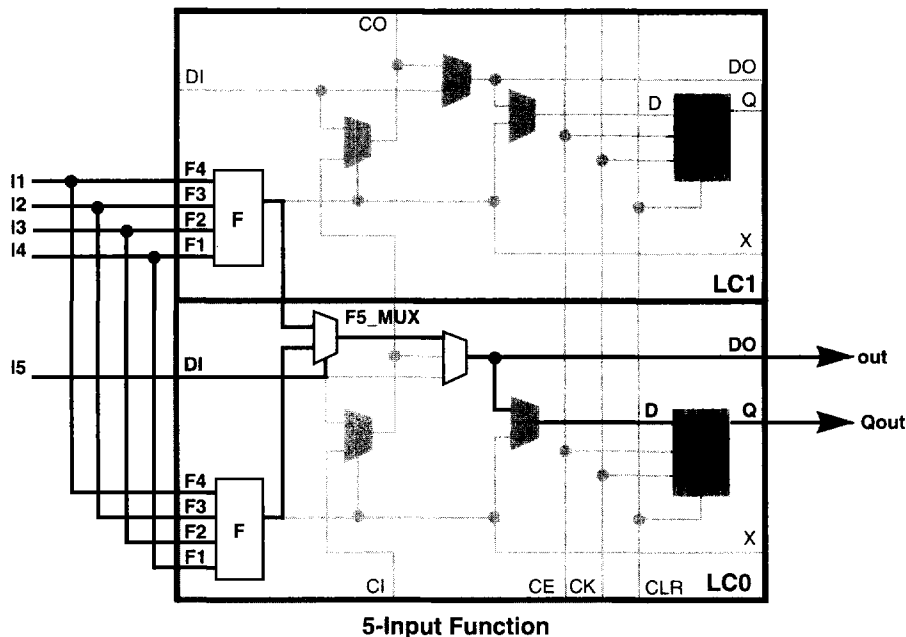 CO
DI
DO
D
Q
I1
F4
I2
F3
F
I3
F2
I4
F1
X
LC1
F5_MUX
I5
DI
DO
out
D
Q
Qout
F4
F3
F
F2
F1
X
CI
CE
CK
CLR
LC0
5-Input Function